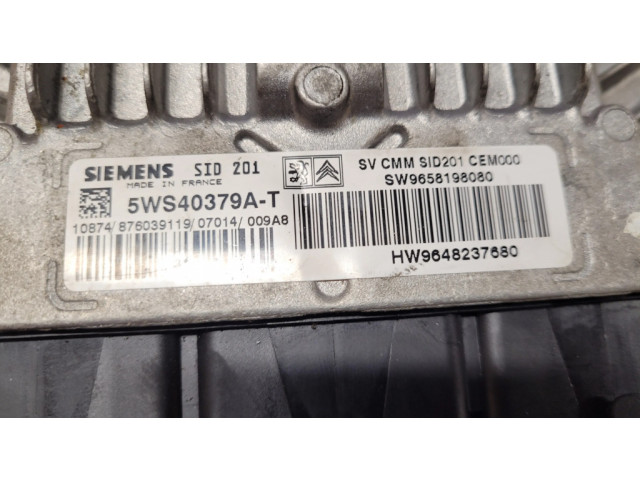 SIEMENS SID 201
MADE IN FRANCE
5WS40379A-T
10874/876039119/07014/009A8
SV CMM SID201 CEM000
SW9658198080
HW9648237680